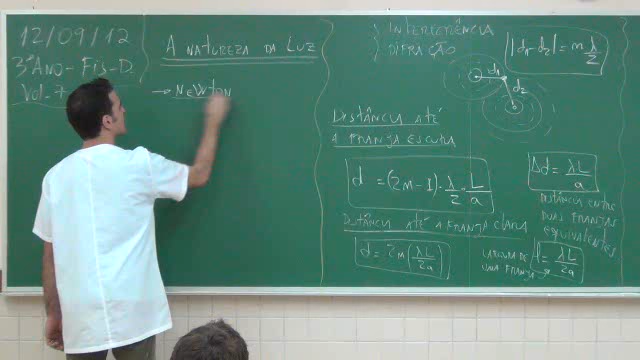 12/09/12
3ºANO - FIS - D.
VOL. 7
A NATUREZA DA LUZ
→ NEWTON
INTERFERÊNCIA
DIFRAÇÃO
|d₁ - d₂| = m λ/2
d₁
d₂
DISTÂNCIA ATÉ
A FRANJA ESCURA
d = (2m - 1) · λ/2 · L/a
Δd = λL/a
DISTÂNCIA ENTRE
DUAS FRANJAS
EQUIVALENTES
DISTÂNCIA ATÉ A FRANJA CLARA
d = 2m (λL/2a)
LARGURA DE
UMA FRANJA → l = λL/2a